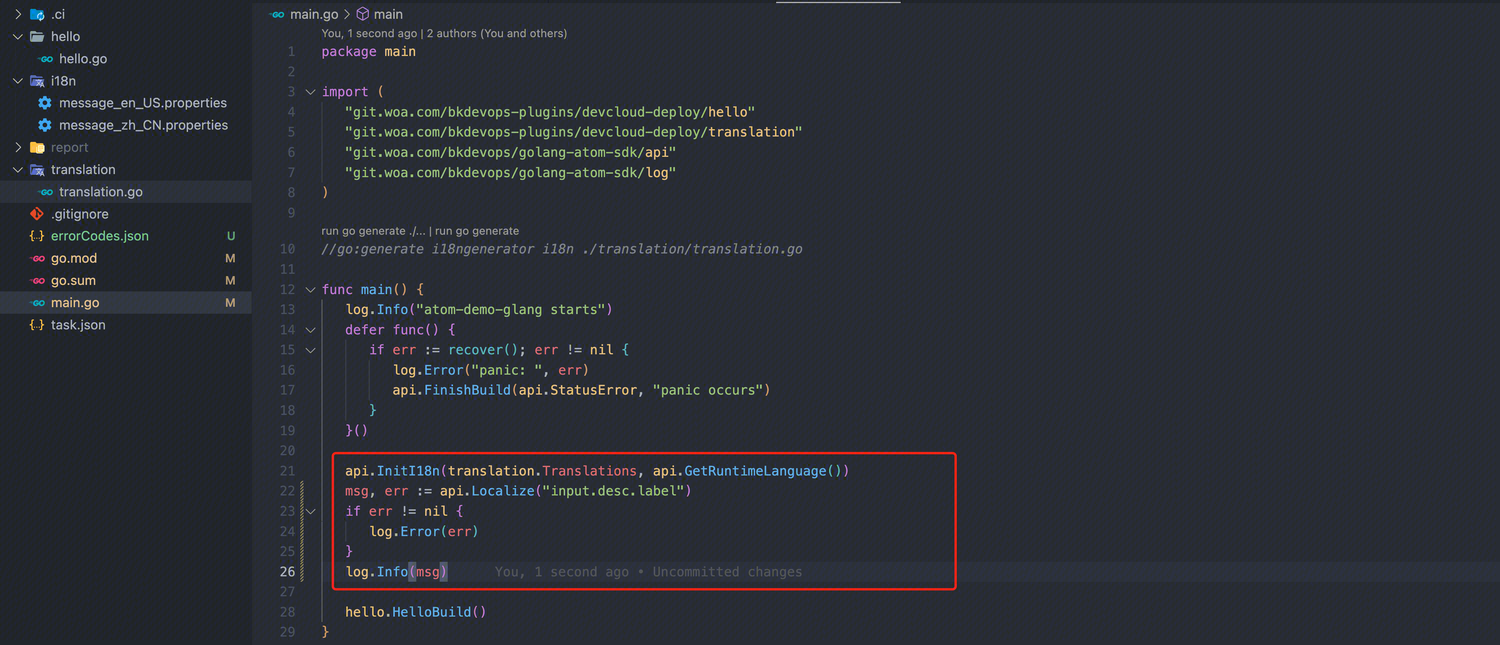 .ci
hello
hello.go
i18n
message_en_US.properties
message_zh_CN.properties
report
translation
translation.go
.gitignore
errorCodes.json U
go.mod M
go.sum M
main.go M
task.json
main.go > main
You, 1 second ago | 2 authors (You and others)
1 package main
2
3 import (
4 "git.woa.com/bkdevops-plugins/devcloud-deploy/hello"
5 "git.woa.com/bkdevops-plugins/devcloud-deploy/translation"
6 "git.woa.com/bkdevops/golang-atom-sdk/api"
7 "git.woa.com/bkdevops/golang-atom-sdk/log"
8 )
9
run go generate ./... | run go generate
10 //go:generate i18ngenerator i18n ./translation/translation.go
11
12 func main() {
13 log.Info("atom-demo-glang starts")
14 defer func() {
15 if err := recover(); err != nil {
16 log.Error("panic: ", err)
17 api.FinishBuild(api.StatusError, "panic occurs")
18 }
19 }()
20
21 api.InitI18n(translation.Translations, api.GetRuntimeLanguage())
22 msg, err := api.Localize("input.desc.label")
23 if err != nil {
24 log.Error(err)
25 }
26 log.Info(msg) You, 1 second ago • Uncommitted changes
27
28 hello.HelloBuild()
29 }